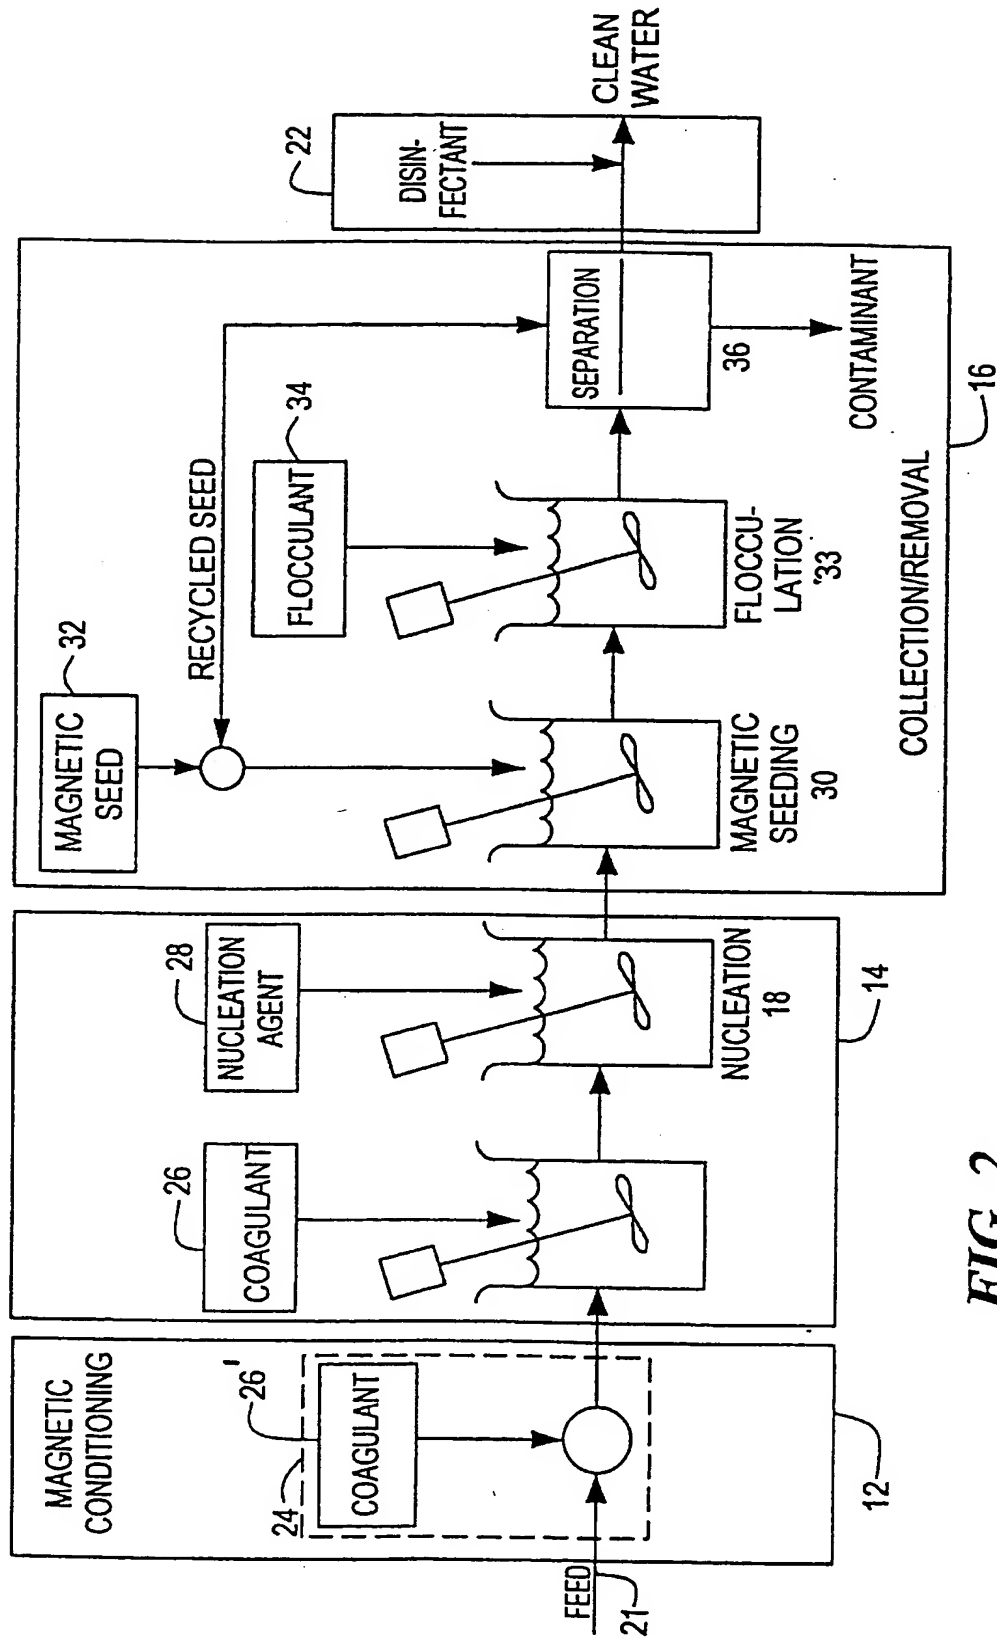 MAGNETIC
CONDITIONING
24
26'
COAGULANT
FEED
21
12
26
COAGULANT
28
NUCLEATION
AGENT
NUCLEATION
18
14
32
MAGNETIC
SEED
RECYCLED SEED
34
FLOCCULANT
MAGNETIC
SEEDING
30
FLOCCU-
LATION
33
SEPARATION
36
CONTAMINANT
COLLECTION/REMOVAL
16
22
DISIN-
FECTANT
CLEAN
WATER
FIG. 2